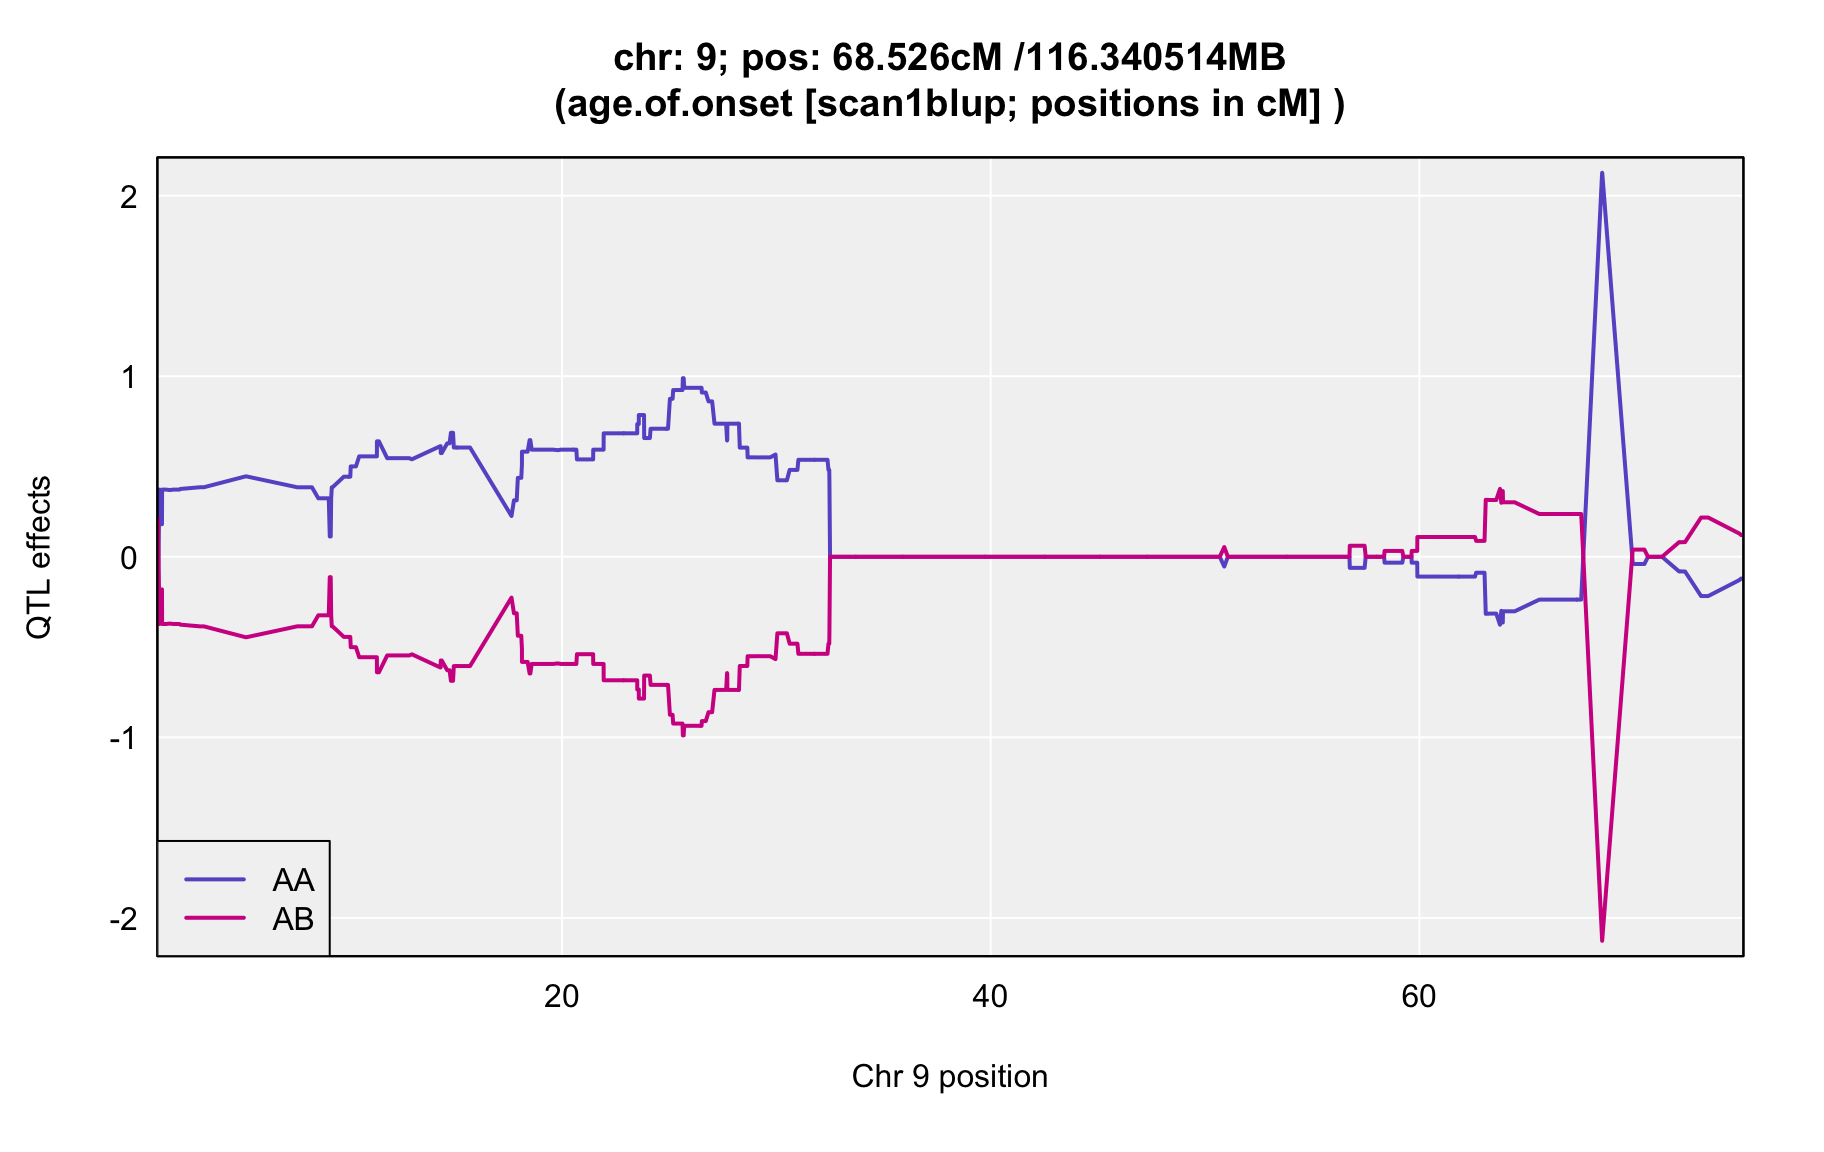 chr: 9; pos: 68.526cM /116.340514MB
(age.of.onset [scan1blup; positions in cM] )
QTL effects
2
1
0
-1
-2
AA
AB
20
40
60
Chr 9 position